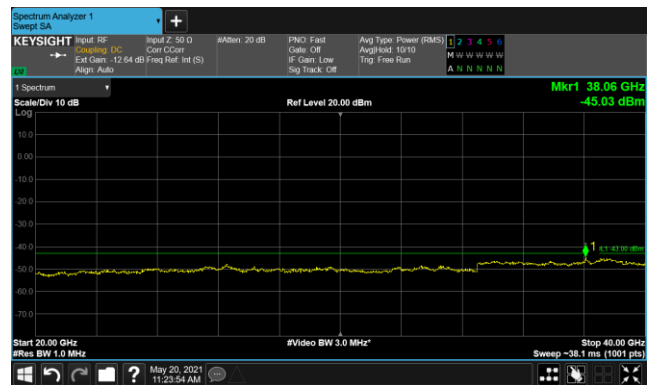 Spectrum Analyzer 1
Swept SA
KEYSIGHT Input: RF Input Z: 50 Ω #Atten: 20 dB PNO: Fast Avg Type: Power (RMS) 1 2 3 4 5 6
Coupling: DC Corr CCorr Gate: Off Avg|Hold: 10/10 M W W W W W
Ext Gain: -12.64 dB Freq Ref: Int (S) IF Gain: Low Trig: Free Run
Align: Auto Sig Track: Off A N N N N N
1 Spectrum Mkr1 38.06 GHz
Scale/Div 10 dB Ref Level 20.00 dBm -45.03 dBm
Log
10.0
0.00
-10.0
-20.0
-30.0
-40.0
1
-50.0
-60.0
-70.0
Start 20.00 GHz #Video BW 3.0 MHz* Stop 40.00 GHz
#Res BW 1.0 MHz Sweep ~38.1 ms (1001 pts)
? May 20, 2021
11:23:54 AM